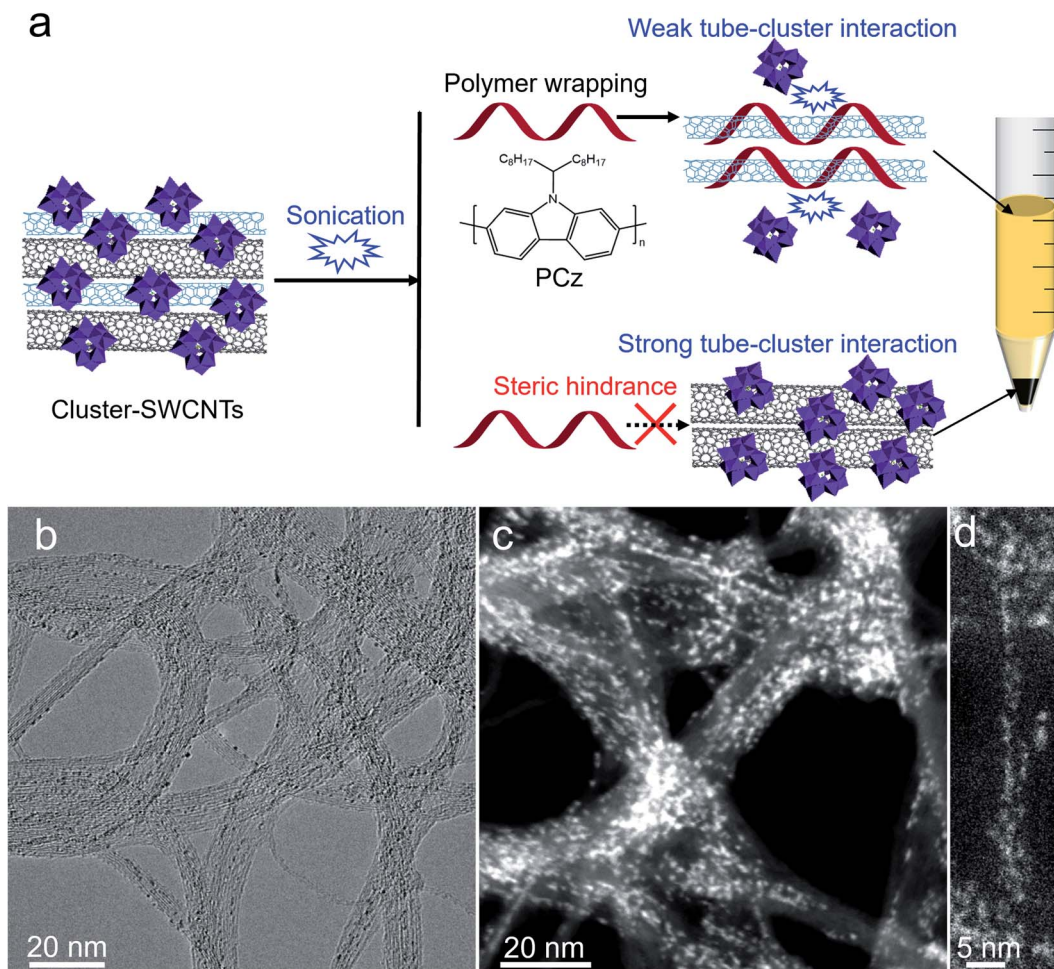 a
Weak tube-cluster interaction
Polymer wrapping
C8H17
C8H17
Sonication
N
n
PCz
Strong tube-cluster interaction
Steric hindrance
Cluster-SWCNTs
b
c
d
20 nm
20 nm
5 nm